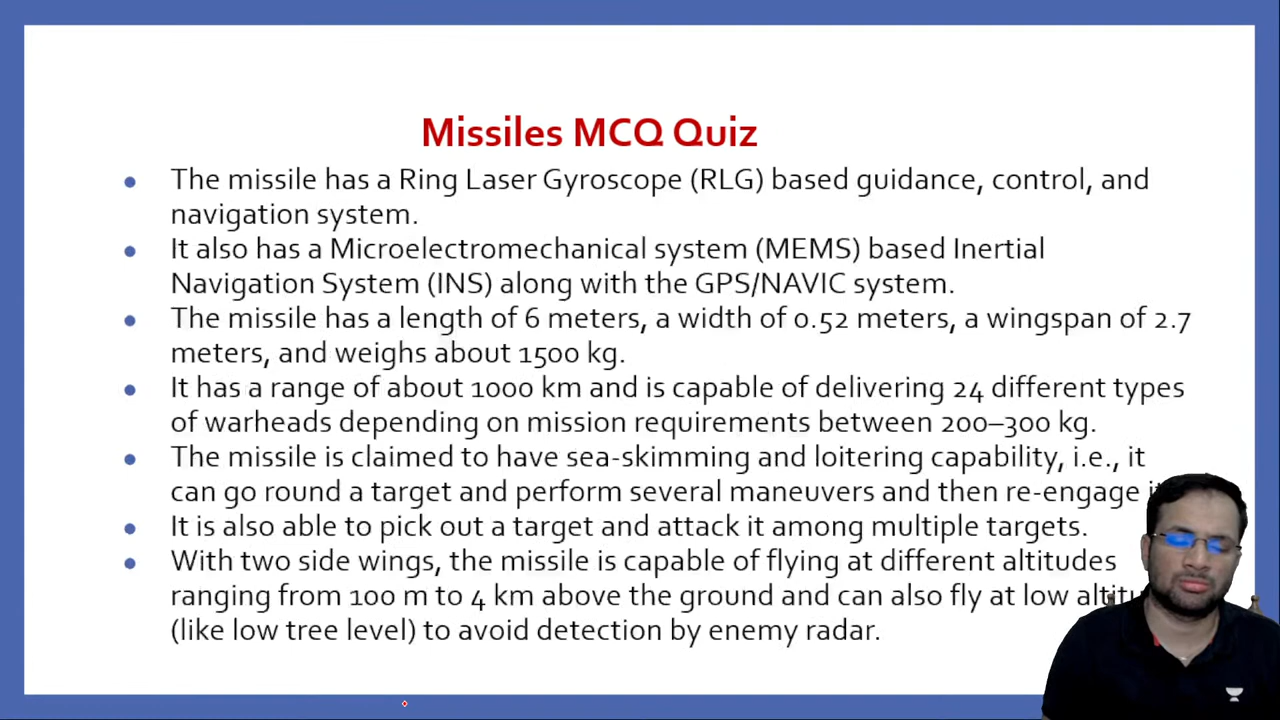 Missiles MCQ Quiz
• The missile has a Ring Laser Gyroscope (RLG) based guidance, control, and
navigation system.
• It also has a Microelectromechanical system (MEMS) based Inertial
Navigation System (INS) along with the GPS/NAVIC system.
• The missile has a length of 6 meters, a width of 0.52 meters, a wingspan of 2.7
meters, and weighs about 1500 kg.
• It has a range of about 1000 km and is capable of delivering 24 different types
of warheads depending on mission requirements between 200–300 kg.
• The missile is claimed to have sea-skimming and loitering capability, i.e., it
can go round a target and perform several maneuvers and then re-engage
• It is also able to pick out a target and attack it among multiple targets.
• With two side wings, the missile is capable of flying at different altitudes
ranging from 100 m to 4 km above the ground and can also fly at low
(like low tree level) to avoid detection by enemy radar.